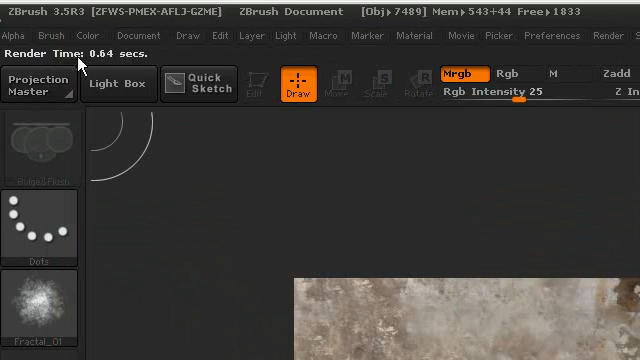 ZBrush 3.5R3 [ZFWS-PMEX-AFLJ-GZME] ZBrush Document [Obj▸7489] Mem▸543+44 Free▸1833
Alpha Brush Color Document Draw Edit Layer Light Macro Marker Material Movie Picker Preferences Render
Render Time: 0.64 secs.
Projection Master
Light Box
Quick Sketch
Edit
Draw
Move
Scale
Rotate
Mrgb Rgb M Zadd
Rgb Intensity 25 Z In
Dots
Fractal_01